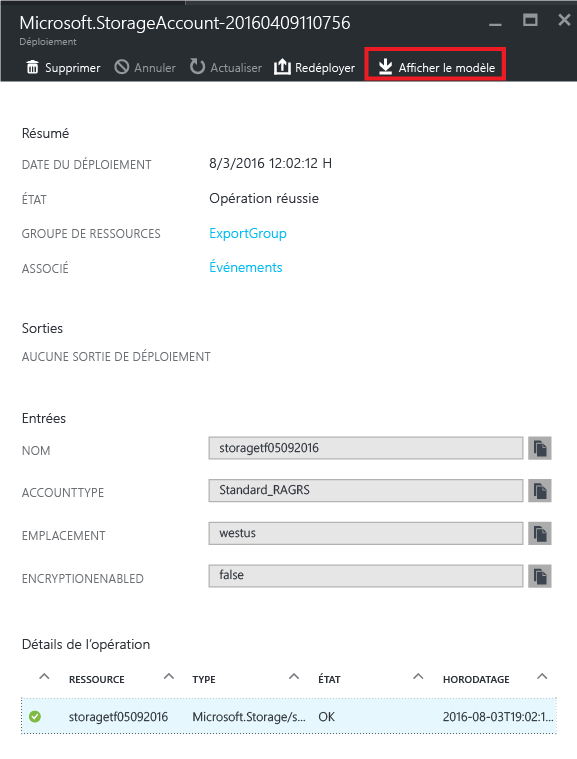 Microsoft.StorageAccount-20160409110756
Déploiement
Supprimer Annuler Actualiser Redéployer Afficher le modèle
Résumé
DATE DU DÉPLOIEMENT 8/3/2016 12:02:12 H
ÉTAT Opération réussie
GROUPE DE RESSOURCES ExportGroup
ASSOCIÉ Événements
Sorties
AUCUNE SORTIE DE DÉPLOIEMENT
Entrées
NOM storagetf05092016
ACCOUNTTYPE Standard_RAGRS
EMPLACEMENT westus
ENCRYPTIONENABLED false
Détails de l'opération
RESSOURCE TYPE ÉTAT HORODATAGE
storagetf05092016 Microsoft.Storage/s... OK 2016-08-03T19:02:1...